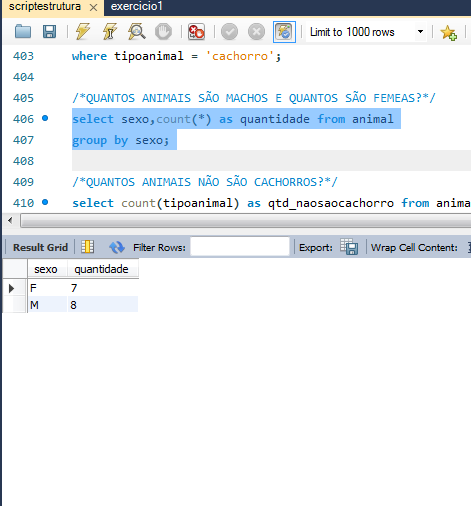 scriptestrutura × exercicio1
Limit to 1000 rows
403 where tipoanimal = 'cachorro';
404
405 /*QUANTOS ANIMAIS SÃO MACHOS E QUANTOS SÃO FEMEAS?*/
406 select sexo,count(*) as quantidade from animal
407 group by sexo;
408
409 /*QUANTOS ANIMAIS NÃO SÃO CACHORROS?*/
410 select count(tipoanimal) as qtd_naosaocachorro from anima
Result Grid Filter Rows: Export: Wrap Cell Content:
sexo quantidade
F 7
M 8